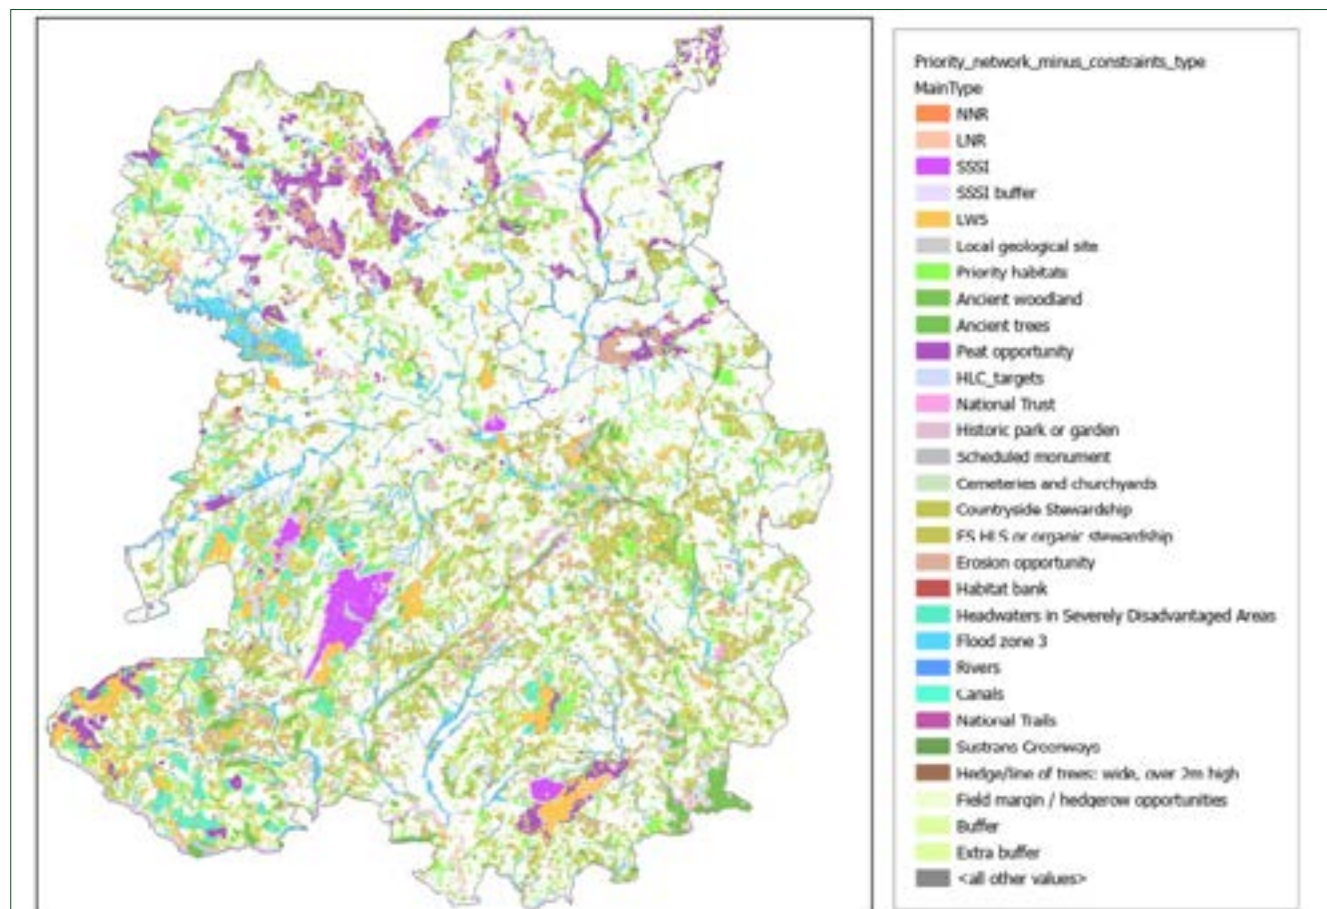 Priority_network_minus_constraints_type
MainType
NNR
LNR
SSSI
SSSI buffer
LWS
Local geological site
Priority habitats
Ancient woodland
Ancient trees
Peat opportunity
HLC_targets
National Trust
Historic park or garden
Scheduled monument
Cemeteries and churchyards
Countryside Stewardship
ES HLS or organic stewardship
Erosion opportunity
Habitat bank
Headwaters in Severely Disadvantaged Areas
Flood zone 3
Rivers
Canals
National Trails
Sustrans Greenways
Hedge/line of trees: wide, over 2m high
Field margin / hedgerow opportunities
Buffer
Extra buffer
<all other values>